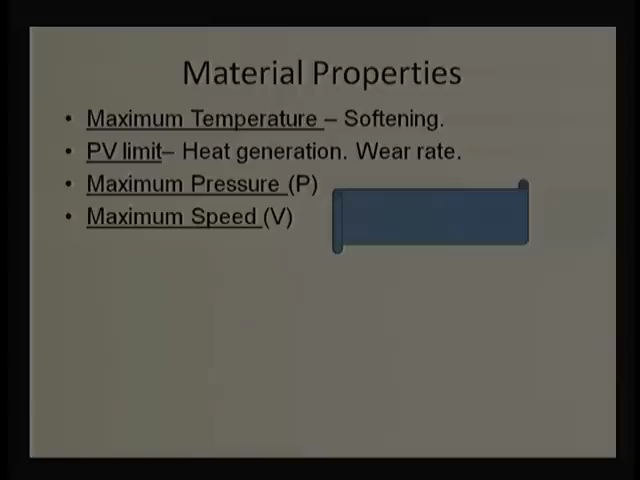 Material Properties
• Maximum Temperature – Softening.
• PV limit– Heat generation. Wear rate.
• Maximum Pressure (P)
• Maximum Speed (V)